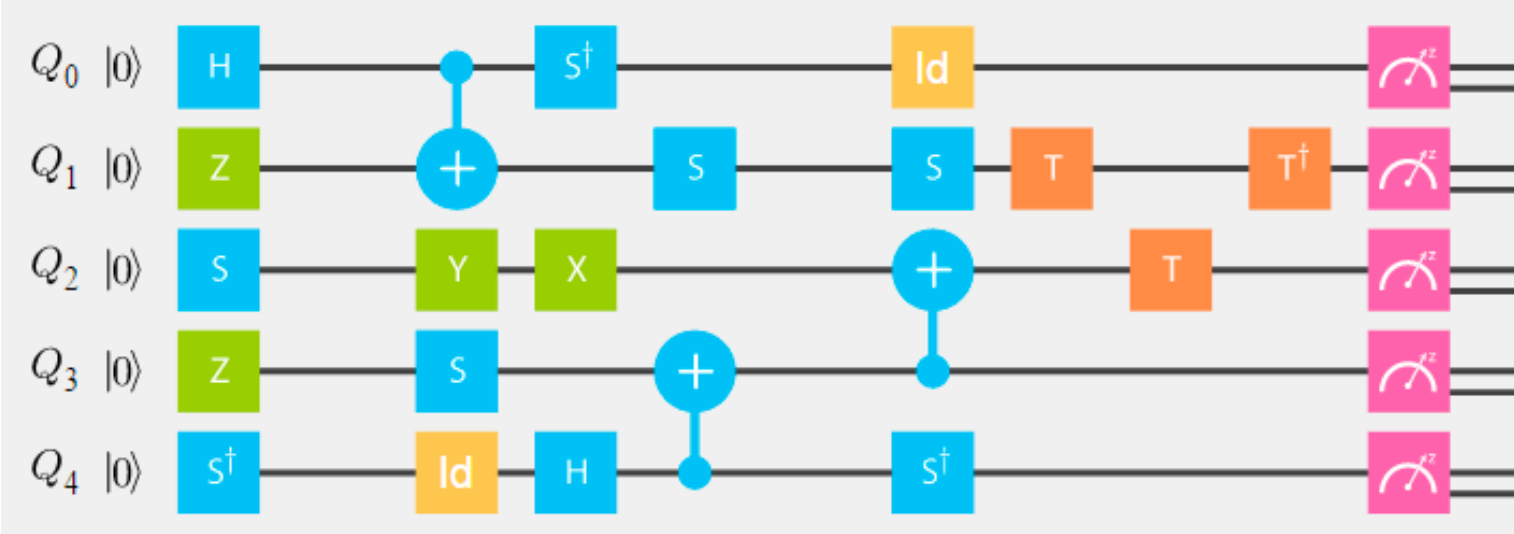 Q0 |0⟩ H S† Id z
Q1 |0⟩ Z + S S T T† z
Q2 |0⟩ S Y X + T z
Q3 |0⟩ Z S + z
Q4 |0⟩ S† Id H S† z